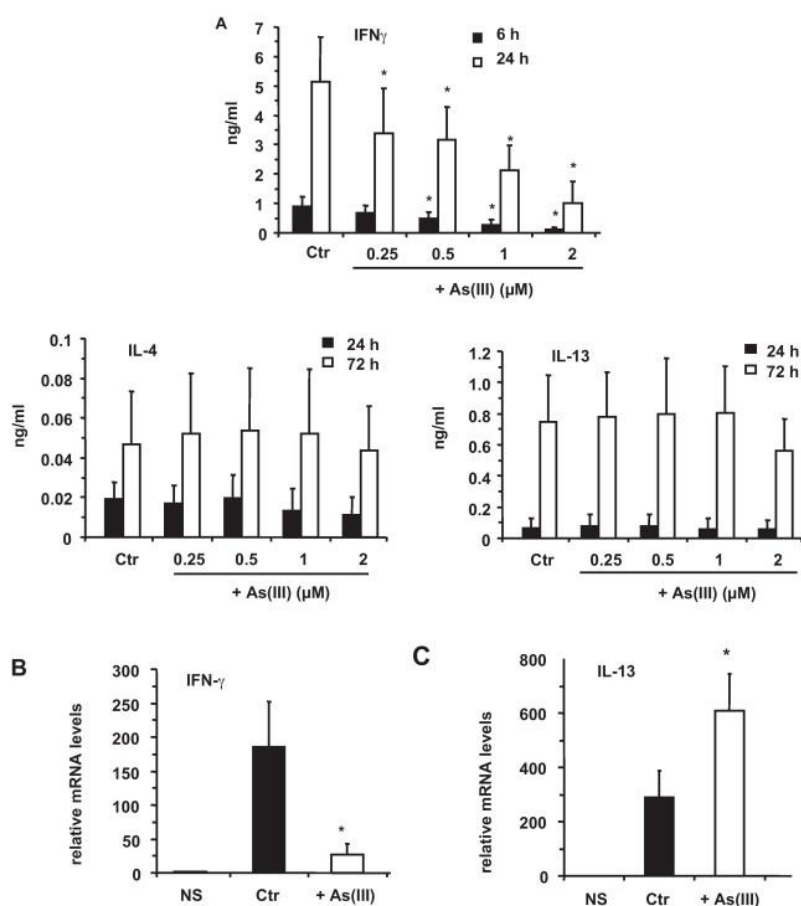 A
IFNγ
6 h
24 h
ng/ml
7
6
5
4
3
2
1
0
* * * *
* * *
Ctr 0.25 0.5 1 2
+ As(III) (µM)
IL-4
24 h
72 h
ng/ml
0.1
0.08
0.06
0.04
0.02
0
Ctr 0.25 0.5 1 2
+ As(III) (µM)
IL-13
24 h
72 h
ng/ml
1.2
1.0
0.8
0.6
0.4
0.2
0
Ctr 0.25 0.5 1 2
+ As(III) (µM)
B
IFN-γ
relative mRNA levels
300
250
200
150
100
50
0
*
NS Ctr + As(III)
C
IL-13
relative mRNA levels
800
600
400
200
0
*
NS Ctr + As(III)